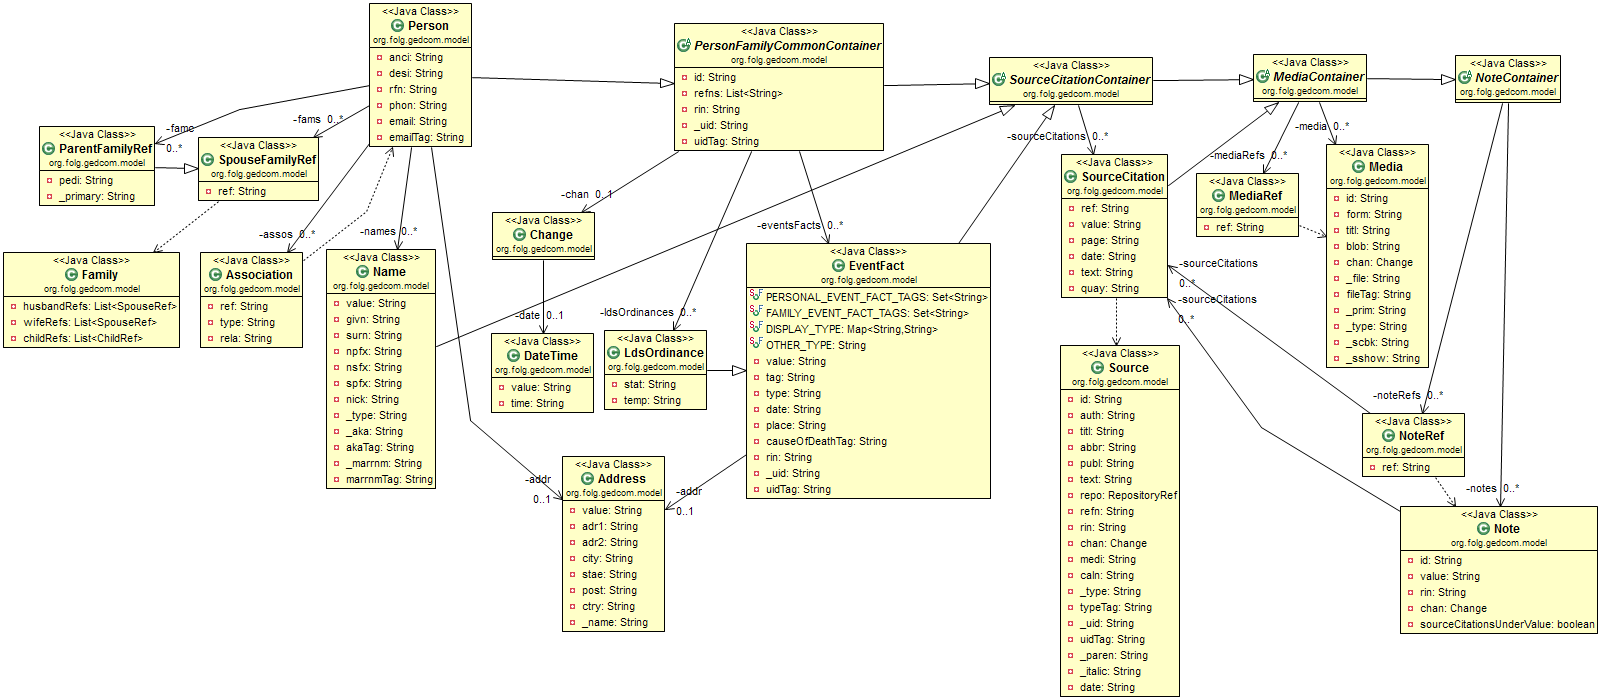 <<Java Class>>
Person
org.folg.gedcom.model
anci: String
desi: String
rfn: String
phon: String
email: String
emailTag: String
<<Java Class>>
PersonFamilyCommonContainer
org.folg.gedcom.model
id: String
refns: List<String>
rin: String
_uid: String
uidTag: String
<<Java Class>>
SourceCitationContainer
org.folg.gedcom.model
<<Java Class>>
MediaContainer
org.folg.gedcom.model
<<Java Class>>
NoteContainer
org.folg.gedcom.model
-famc
0..*
-fams 0..*
<<Java Class>>
ParentFamilyRef
org.folg.gedcom.model
pedi: String
_primary: String
<<Java Class>>
SpouseFamilyRef
org.folg.gedcom.model
ref: String
-sourceCitations 0..*
-mediaRefs 0..*
-media 0..*
<<Java Class>>
SourceCitation
org.folg.gedcom.model
ref: String
value: String
page: String
date: String
text: String
quay: String
<<Java Class>>
MediaRef
org.folg.gedcom.model
ref: String
<<Java Class>>
Media
org.folg.gedcom.model
id: String
form: String
titl: String
blob: String
chan: Change
_file: String
fileTag: String
_prim: String
_type: String
_scbk: String
_sshow: String
-chan 0..1
<<Java Class>>
Change
org.folg.gedcom.model
-eventsFacts 0..*
-assos 0..*
-names 0..*
<<Java Class>>
Family
org.folg.gedcom.model
husbandRefs: List<SpouseRef>
wifeRefs: List<SpouseRef>
childRefs: List<ChildRef>
<<Java Class>>
Association
org.folg.gedcom.model
ref: String
type: String
rela: String
<<Java Class>>
Name
org.folg.gedcom.model
value: String
givn: String
surn: String
npfx: String
nsfx: String
spfx: String
nick: String
_type: String
_aka: String
akaTag: String
_marrnm: String
marrnmTag: String
-date 0..1
<<Java Class>>
DateTime
org.folg.gedcom.model
value: String
time: String
-ldsOrdinances 0..*
<<Java Class>>
LdsOrdinance
org.folg.gedcom.model
stat: String
temp: String
<<Java Class>>
EventFact
org.folg.gedcom.model
PERSONAL_EVENT_FACT_TAGS: Set<String>
FAMILY_EVENT_FACT_TAGS: Set<String>
DISPLAY_TYPE: Map<String,String>
OTHER_TYPE: String
value: String
tag: String
type: String
date: String
place: String
causeOfDeathTag: String
rin: String
_uid: String
uidTag: String
-sourceCitations
0..*
-sourceCitations
0..*
<<Java Class>>
Source
org.folg.gedcom.model
id: String
auth: String
titl: String
abbr: String
publ: String
text: String
repo: RepositoryRef
refn: String
rin: String
chan: Change
medi: String
caln: String
_type: String
typeTag: String
_uid: String
uidTag: String
_paren: String
_italic: String
date: String
-noteRefs 0..*
<<Java Class>>
NoteRef
org.folg.gedcom.model
ref: String
-addr
0..1
<<Java Class>>
Address
org.folg.gedcom.model
value: String
adr1: String
adr2: String
city: String
stae: String
post: String
ctry: String
_name: String
-addr
0..1
-notes 0..*
<<Java Class>>
Note
org.folg.gedcom.model
id: String
value: String
rin: String
chan: Change
sourceCitationsUnderValue: boolean